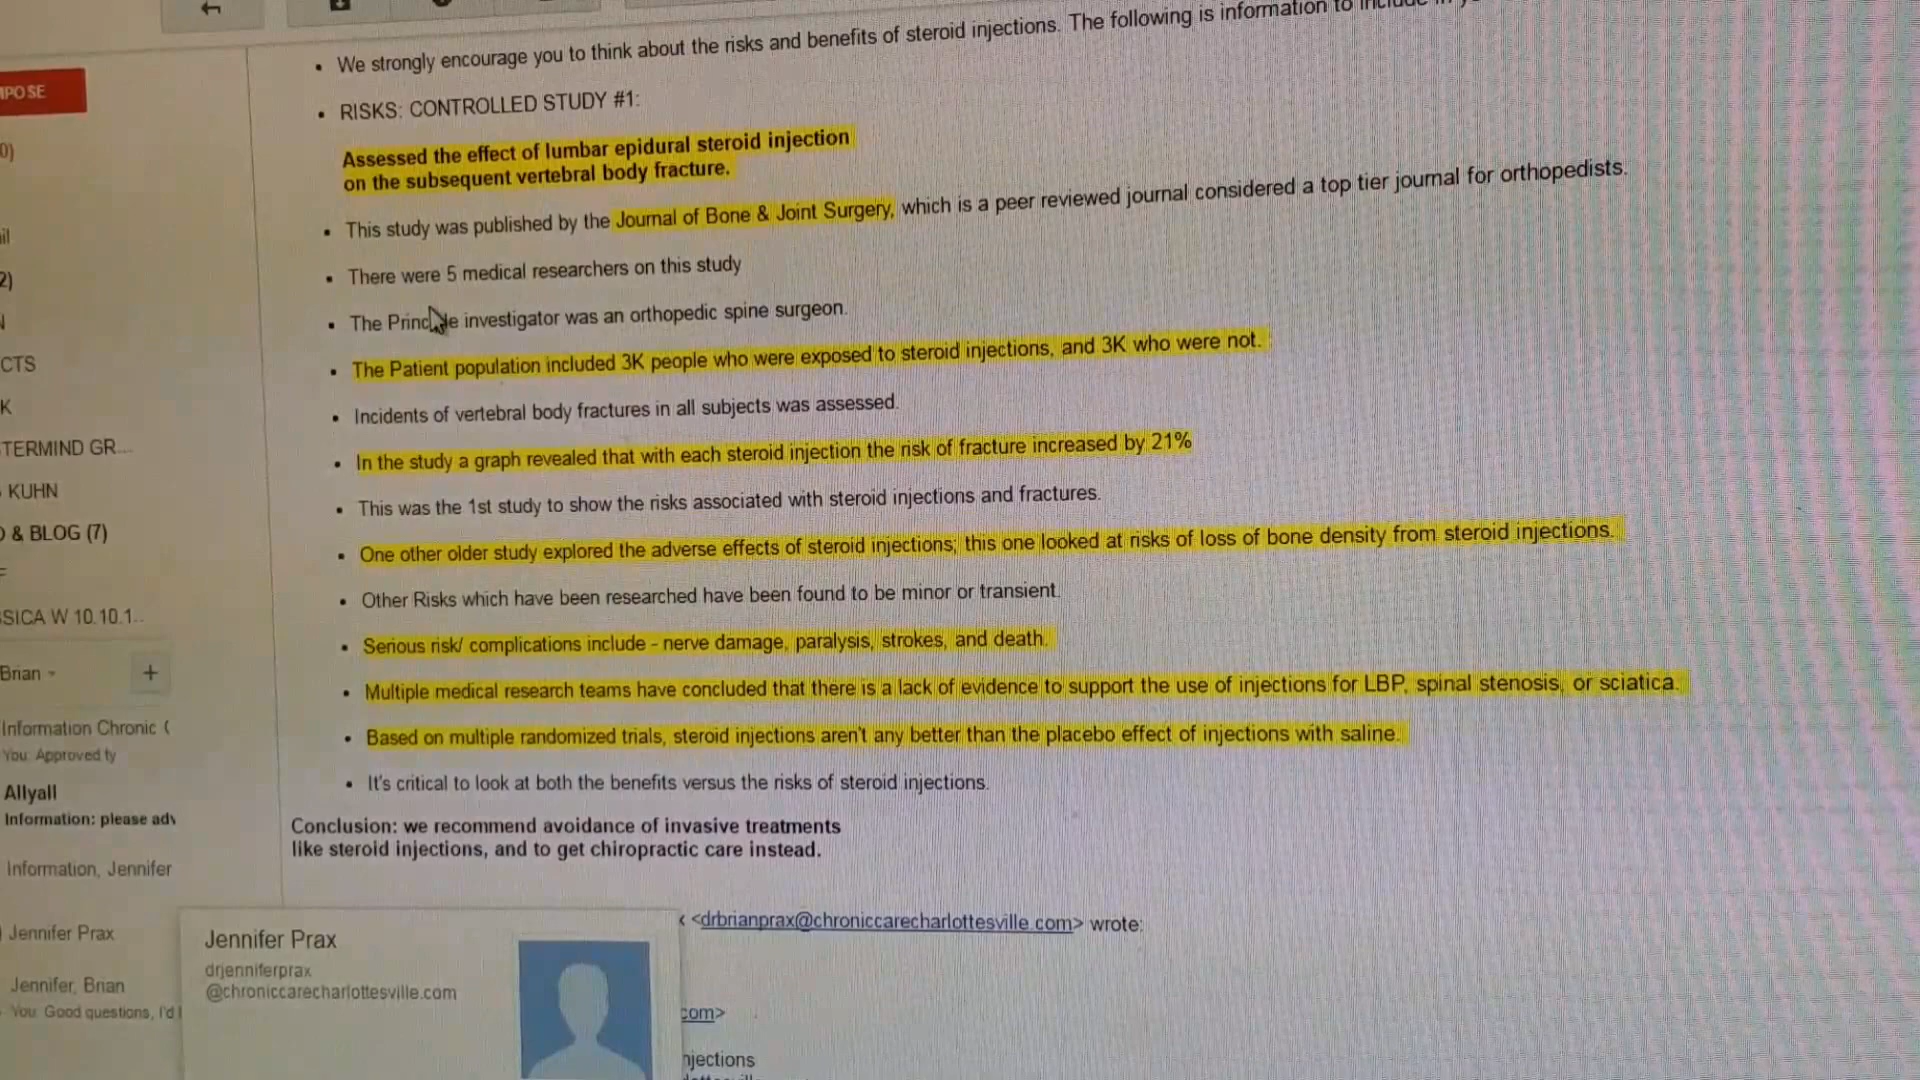 We strongly encourage you to think about the risks and benefits of steroid injections. The following is information to include in
RISKS: CONTROLLED STUDY #1:
Assessed the effect of lumbar epidural steroid injection
on the subsequent vertebral body fracture.
This study was published by the Journal of Bone & Joint Surgery, which is a peer reviewed journal considered a top tier journal for orthopedists.
There were 5 medical researchers on this study
The Principle investigator was an orthopedic spine surgeon.
The Patient population included 3K people who were exposed to steroid injections, and 3K who were not.
Incidents of vertebral body fractures in all subjects was assessed.
In the study a graph revealed that with each steroid injection the risk of fracture increased by 21%
This was the 1st study to show the risks associated with steroid injections and fractures.
One other older study explored the adverse effects of steroid injections; this one looked at risks of loss of bone density from steroid injections.
Other Risks which have been researched have been found to be minor or transient.
Serious risk/ complications include - nerve damage, paralysis, strokes, and death.
Multiple medical research teams have concluded that there is a lack of evidence to support the use of injections for LBP, spinal stenosis, or sciatica.
Based on multiple randomized trials, steroid injections aren't any better than the placebo effect of injections with saline.
It's critical to look at both the benefits versus the risks of steroid injections.
Conclusion: we recommend avoidance of invasive treatments
like steroid injections, and to get chiropractic care instead.
<drbrianprax@chroniccarecharlottesville.com> wrote:
com>
njections
MPOSE
0)
il
2)
CTS
K
TERMIND GR...
KUHN
& BLOG (7)
SSICA W 10.10.1...
Brian
+
Information Chronic (
You: Approved ty
Allyall
Information: please adv
Information, Jennifer
Jennifer Prax
Jennifer, Brian
You: Good questions, I'd l
Jennifer Prax
drjenniferprax
@chroniccarecharlottesville.com